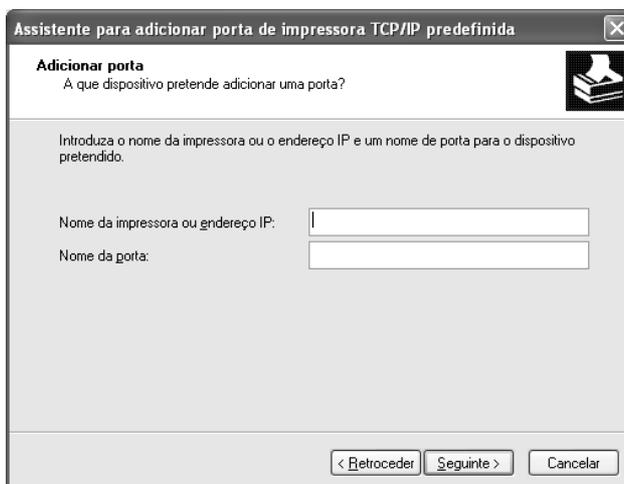 Assistente para adicionar porta de impressora TCP/IP predefinida
Adicionar porta
A que dispositivo pretende adicionar uma porta?
Introduza o nome da impressora ou o endereço IP e um nome de porta para o dispositivo
pretendido.
Nome da impressora ou endereço IP:
Nome da porta:
< Retroceder
Seguinte >
Cancelar